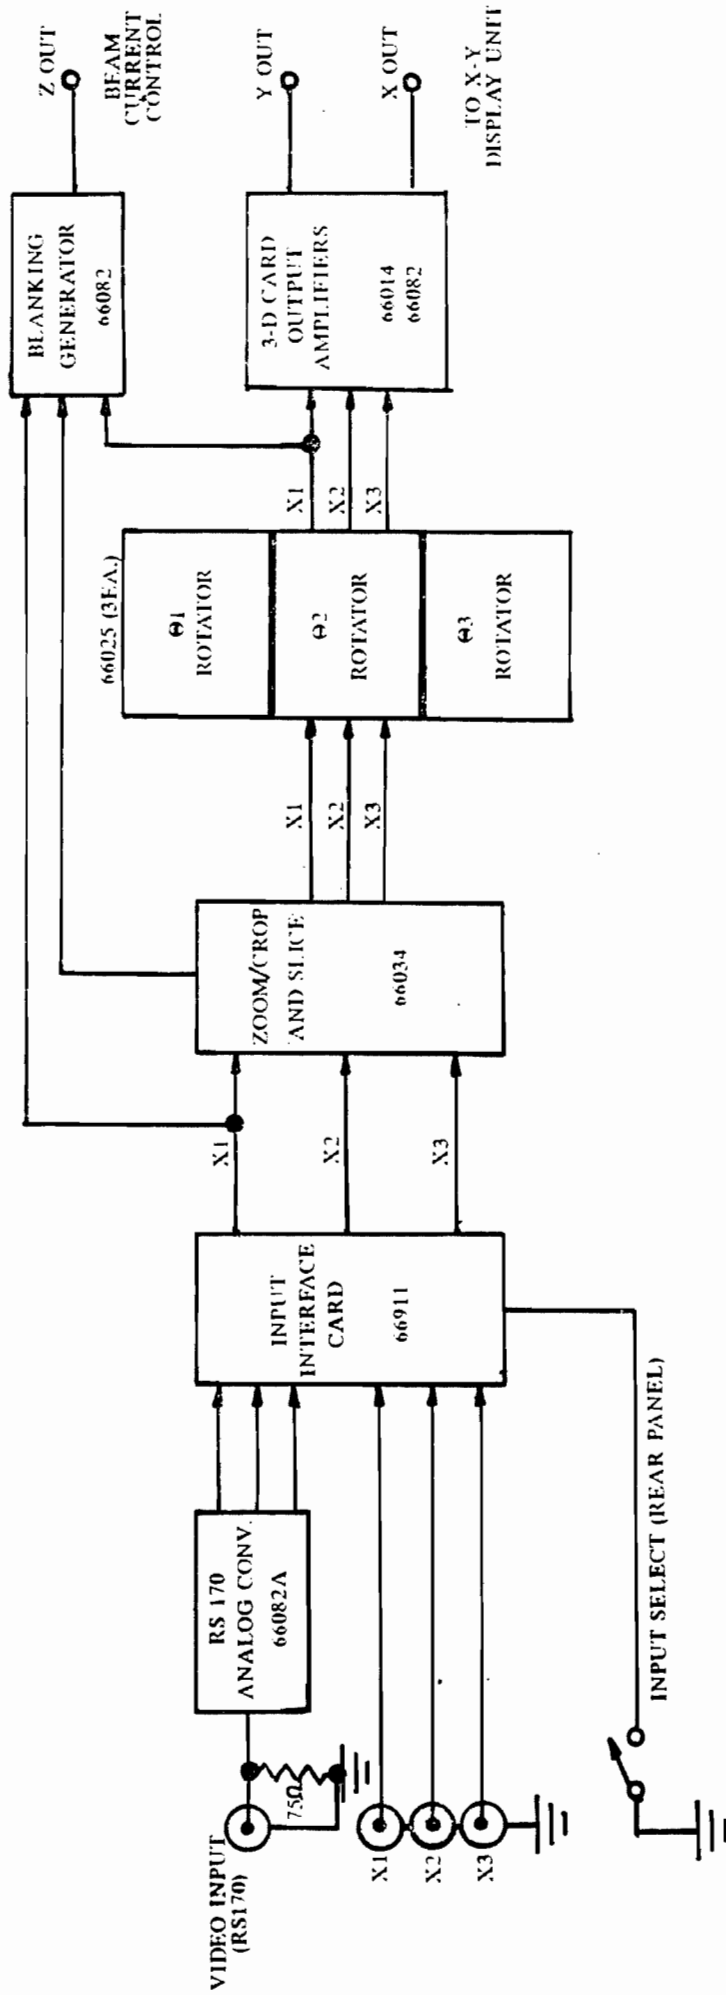 VIDEO INPUT
(RS170)
75Ω
X1
X2
X3
RS 170
ANALOG CONV.
66082A
INPUT SELECT (REAR PANEL)
INPUT
INTERFACE
CARD
66911
X1
X2
X3
ZOOM/CROP
AND SLICE
66034
X1
X2
X3
66025 (3EA.)
Θ1
ROTATOR
Θ2
ROTATOR
Θ3
ROTATOR
X1
X2
X3
BLANKING
GENERATOR
66082
3-D CARD
OUTPUT
AMPLIFIERS
66014
66082
Z OUT
BEAM
CURRENT
CONTROL
Y OUT
X OUT
TO X-Y
DISPLAY UNIT